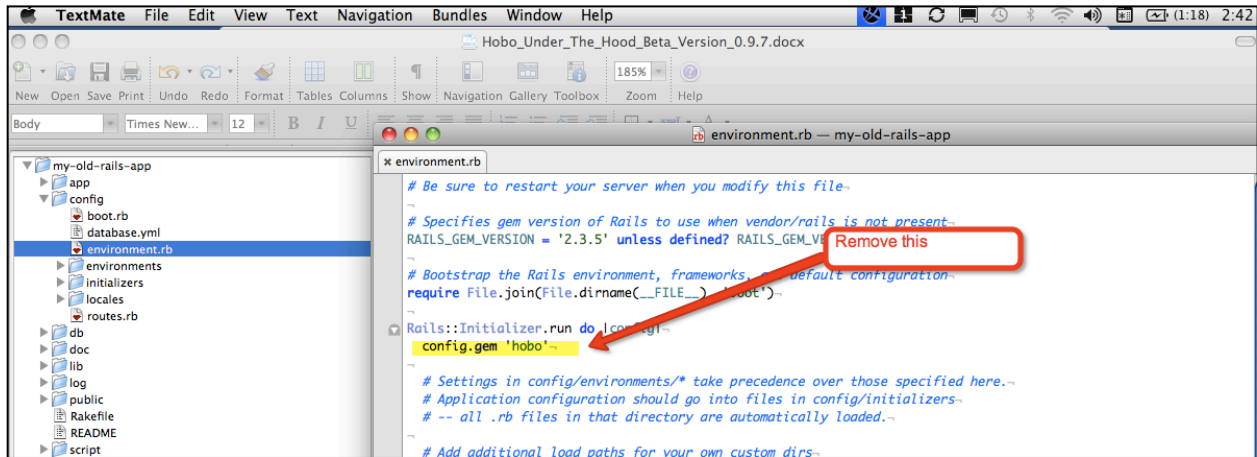 TextMate File Edit View Text Navigation Bundles Window Help (1:18) 2:42
Hobo_Under_The_Hood_Beta_Version_0.9.7.docx
185%
New Open Save Print Undo Redo Format Tables Columns Show Navigation Gallery Toolbox Zoom Help
Body Times New... 12 B I U
environment.rb — my-old-rails-app
my-old-rails-app
app
config
boot.rb
database.yml
environment.rb
environments
initializers
locales
routes.rb
db
doc
lib
log
public
Rakefile
README
script
environment.rb
# Be sure to restart your server when you modify this file
# Specifies gem version of Rails to use when vendor/rails is not present
RAILS_GEM_VERSION = '2.3.5' unless defined? RAILS_GEM_
Remove this
# Bootstrap the Rails environment, frameworks, default configuration
require File.join(File.dirname(__FILE__)
Rails::Initializer.run do |config|
config.gem 'hobo'
# Settings in config/environments/* take precedence over those specified here.
# Application configuration should go into files in config/initializers
# -- all .rb files in that directory are automatically loaded.
# Add additional load paths for your own custom dirs